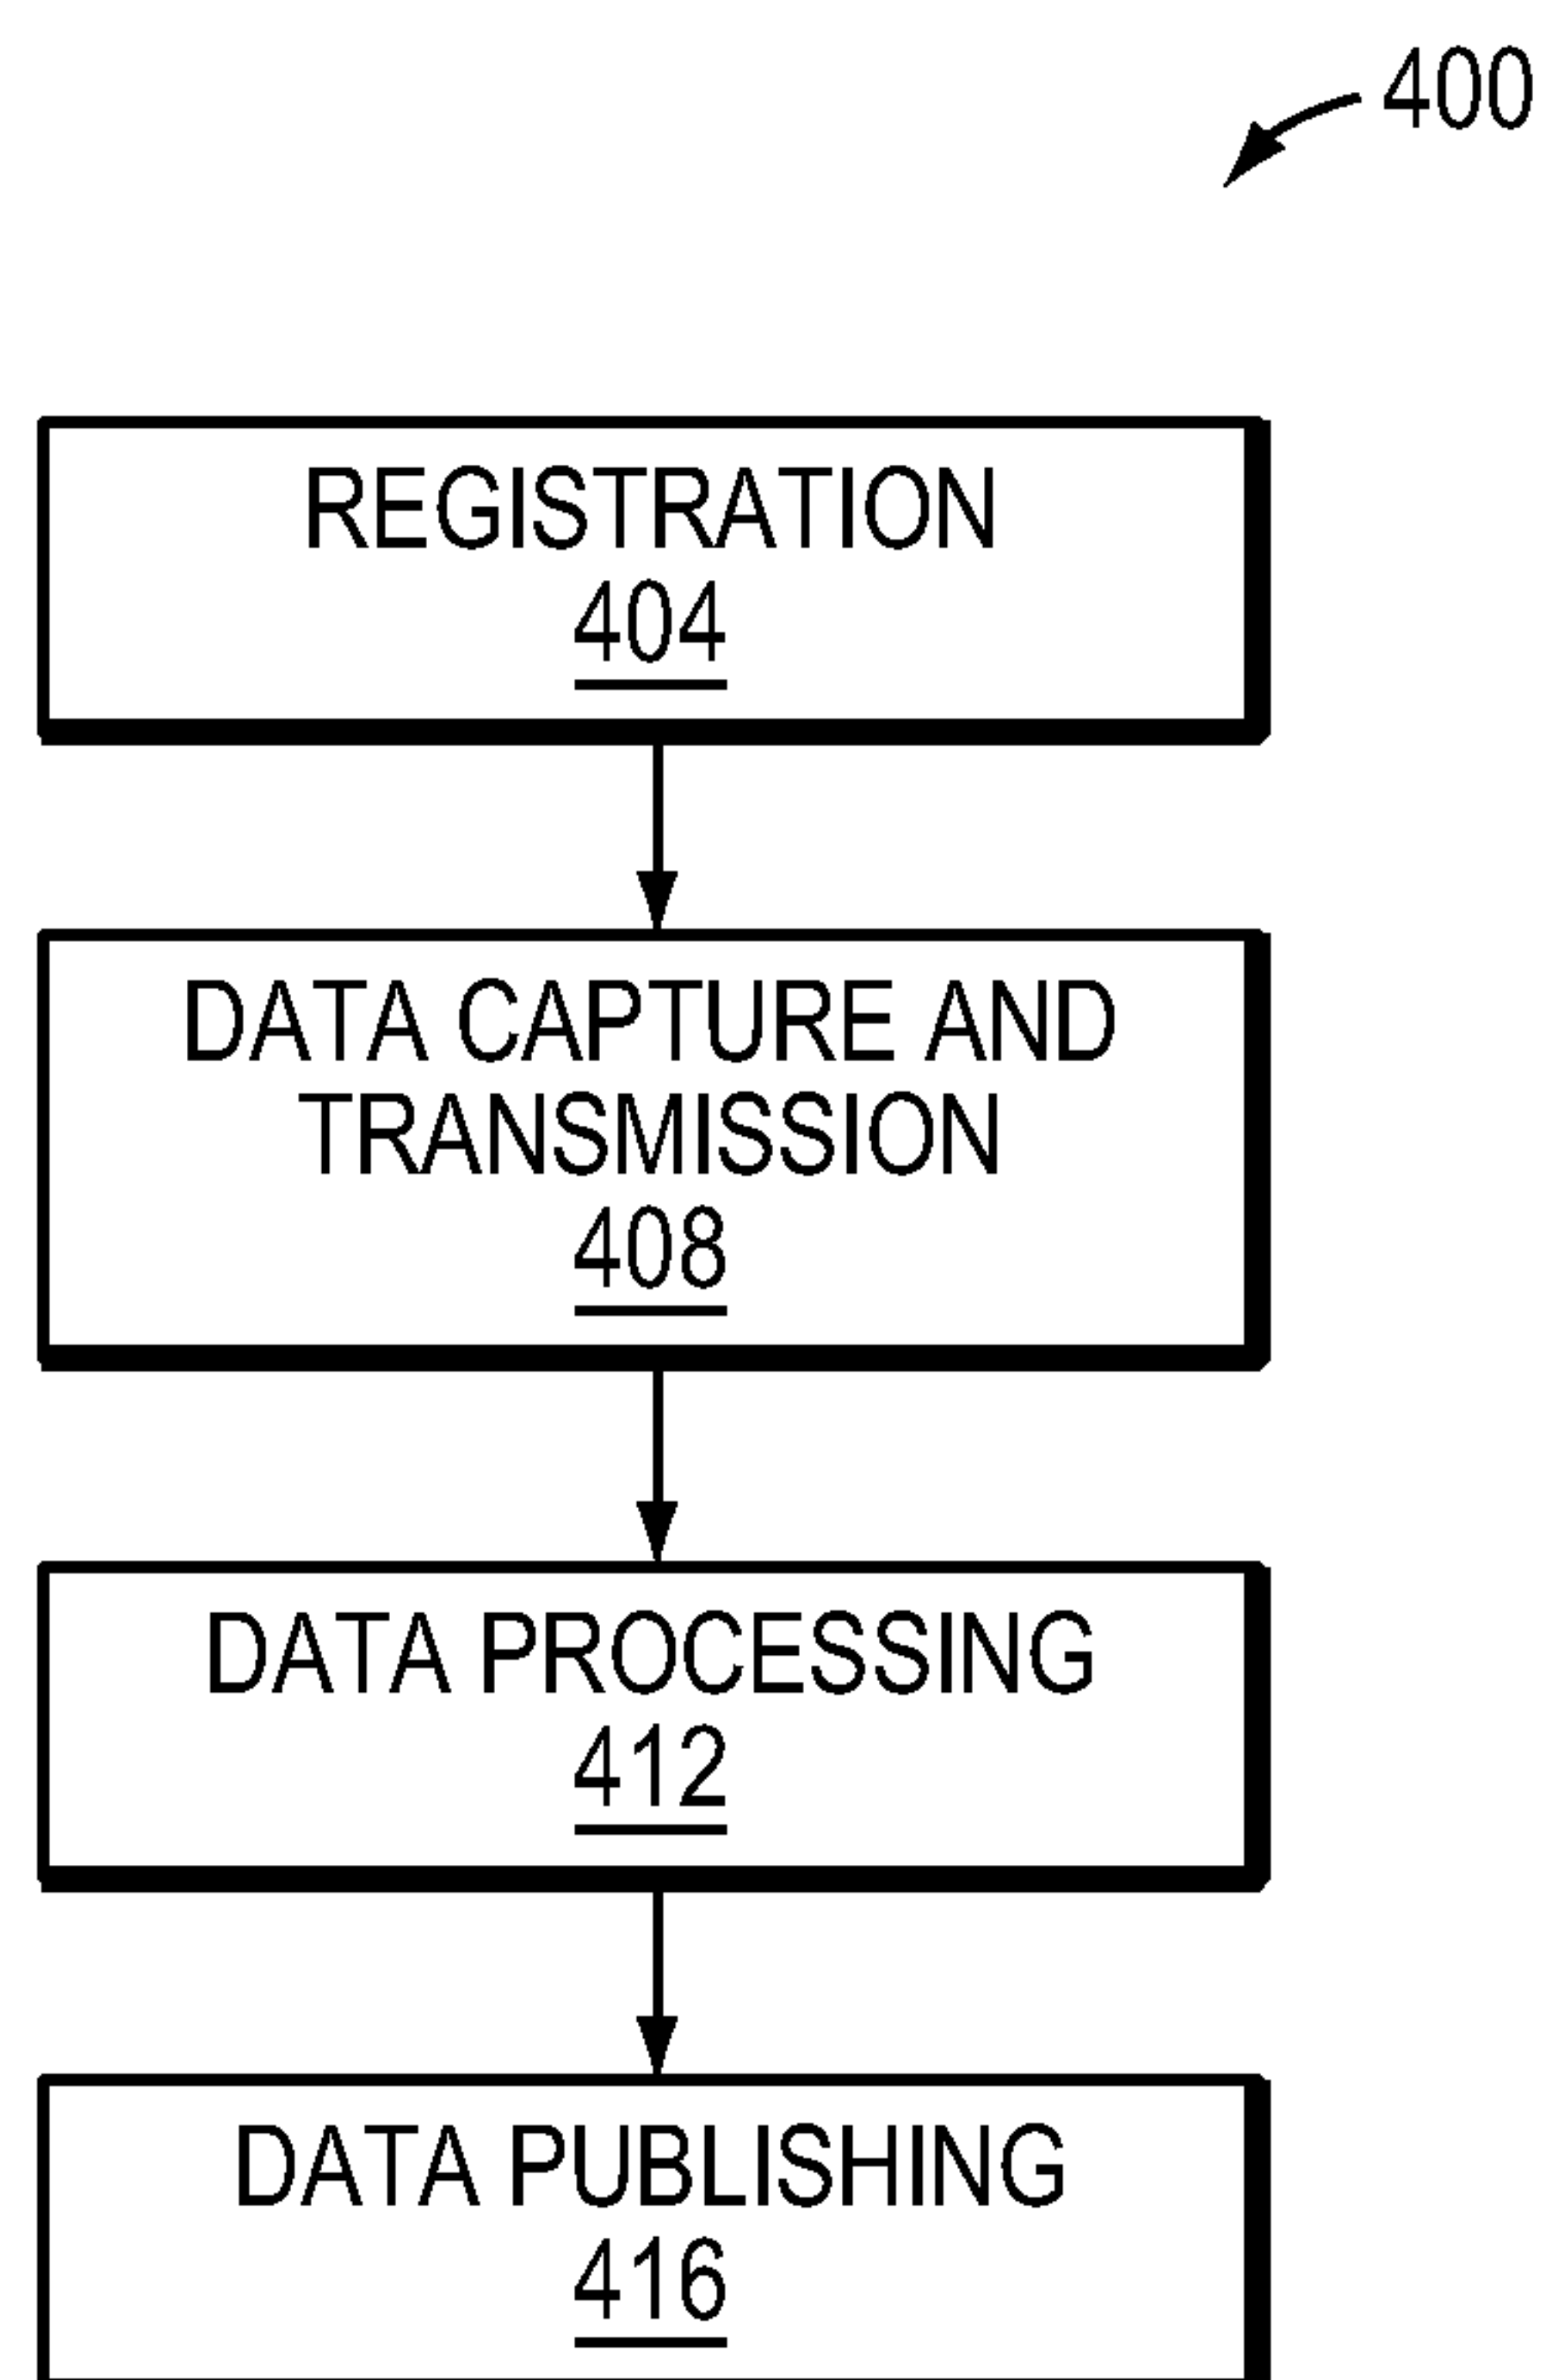 400
REGISTRATION
404
DATA CAPTURE AND
TRANSMISSION
408
DATA PROCESSING
412
DATA PUBLISHING
416